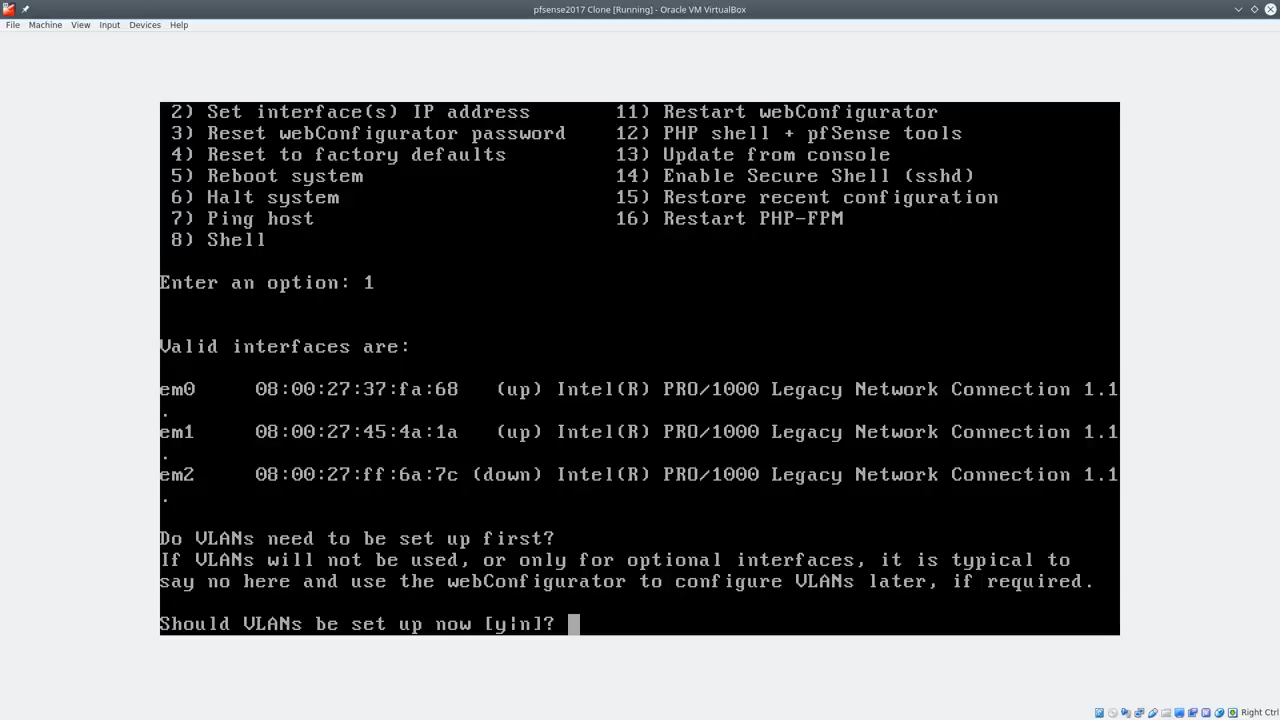 pfsense2017 Clone [Running] - Oracle VM VirtualBox
File Machine View Input Devices Help
2) Set interface(s) IP address 11) Restart webConfigurator
3) Reset webConfigurator password 12) PHP shell + pfSense tools
4) Reset to factory defaults 13) Update from console
5) Reboot system 14) Enable Secure Shell (sshd)
6) Halt system 15) Restore recent configuration
7) Ping host 16) Restart PHP-FPM
8) Shell
Enter an option: 1
Valid interfaces are:
em0 08:00:27:37:fa:68 (up) Intel(R) PRO/1000 Legacy Network Connection 1.1
.
em1 08:00:27:45:4a:1a (up) Intel(R) PRO/1000 Legacy Network Connection 1.1
.
em2 08:00:27:ff:6a:7c (down) Intel(R) PRO/1000 Legacy Network Connection 1.1
.
Do VLANs need to be set up first?
If VLANs will not be used, or only for optional interfaces, it is typical to
say no here and use the webConfigurator to configure VLANs later, if required.
Should VLANs be set up now [y|n]?
Right Ctrl